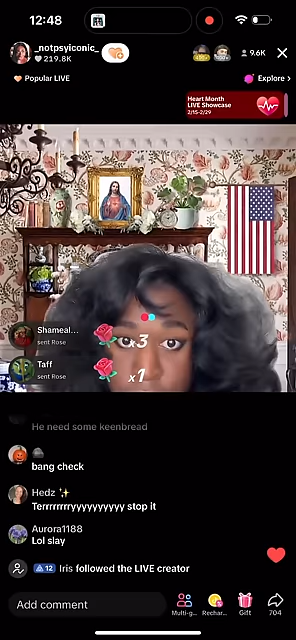 12:48
_notpsyiconic_
219.8K
9.6K
Popular LIVE
Explore >
Heart Month
LIVE Showcase
2/15-2/29
Shameal...
sent Rose
x3
Taff
sent Rose
x1
He need some keenbread
bang check
Hedz ✨
Terrrrrrrryyyyyyyyyy stop it
Aurora1188
Lol slay
12 Iris followed the LIVE creator
Add comment
Multi-g...
Rechar...
Gift
704